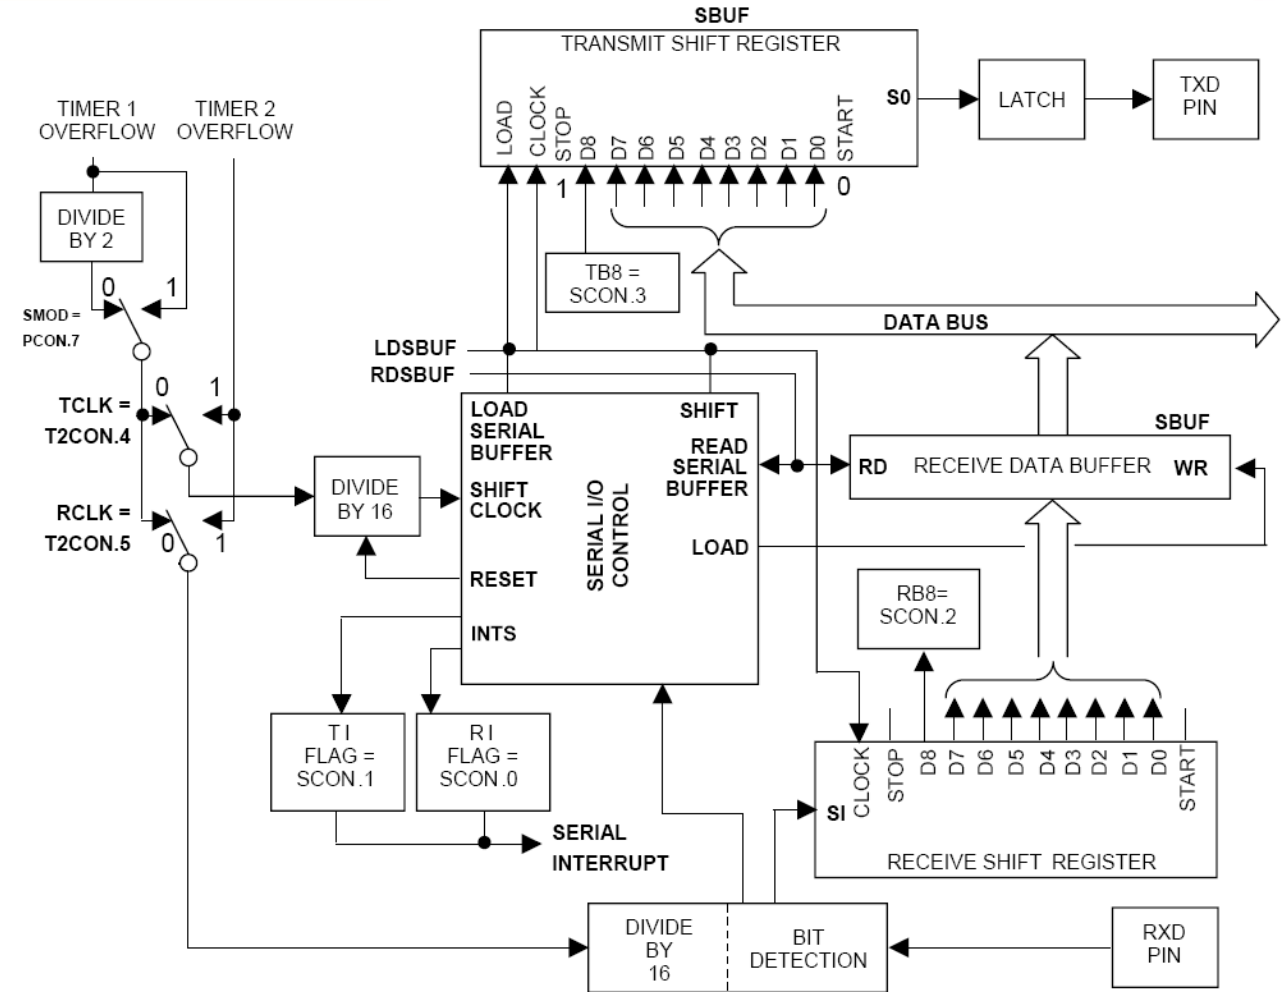 SBUF
TRANSMIT SHIFT REGISTER
LOAD
CLOCK
STOP
D8
D7
D6
D5
D4
D3
D2
D1
D0
START
S0
1
0
LATCH
TXD
PIN
TIMER 1
OVERFLOW
TIMER 2
OVERFLOW
DIVIDE
BY 2
0
1
SMOD =
PCON.7
TB8 =
SCON.3
DATA BUS
LDSBUF
RDSBUF
0
1
TCLK =
T2CON.4
RCLK =
T2CON.5
0
1
DIVIDE
BY 16
LOAD
SERIAL
BUFFER
SHIFT
READ
SERIAL
BUFFER
SHIFT
CLOCK
SERIAL I/O
CONTROL
LOAD
RESET
INTS
SBUF
RD
RECEIVE DATA BUFFER
WR
RB8=
SCON.2
T I
FLAG =
SCON.1
R I
FLAG =
SCON.0
SERIAL
INTERRUPT
CLOCK
STOP
D8
D7
D6
D5
D4
D3
D2
D1
D0
START
SI
RECEIVE SHIFT REGISTER
DIVIDE
BY
16
BIT
DETECTION
RXD
PIN